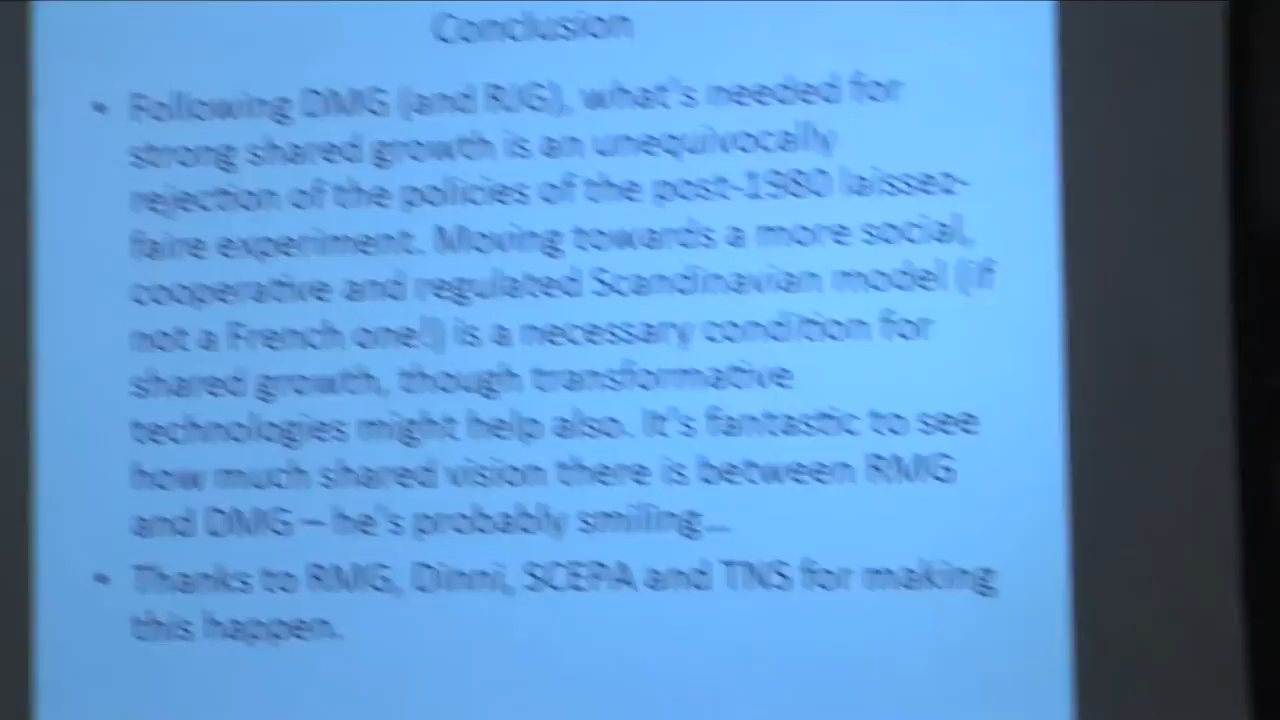 Conclusion
• Following DMG (and RJG), what's needed for
strong shared growth is an unequivocally
rejection of the policies of the post-1980 laissez-
faire experiment. Moving towards a more social,
cooperative and regulated Scandinavian model (if
not a French one!) is a necessary condition for
shared growth, though transformative
technologies might help also. It's fantastic to see
how much shared vision there is between RMG
and DMG – he's probably smiling...
• Thanks to RMG, Dinni, SCEPA and TNS for making
this happen.